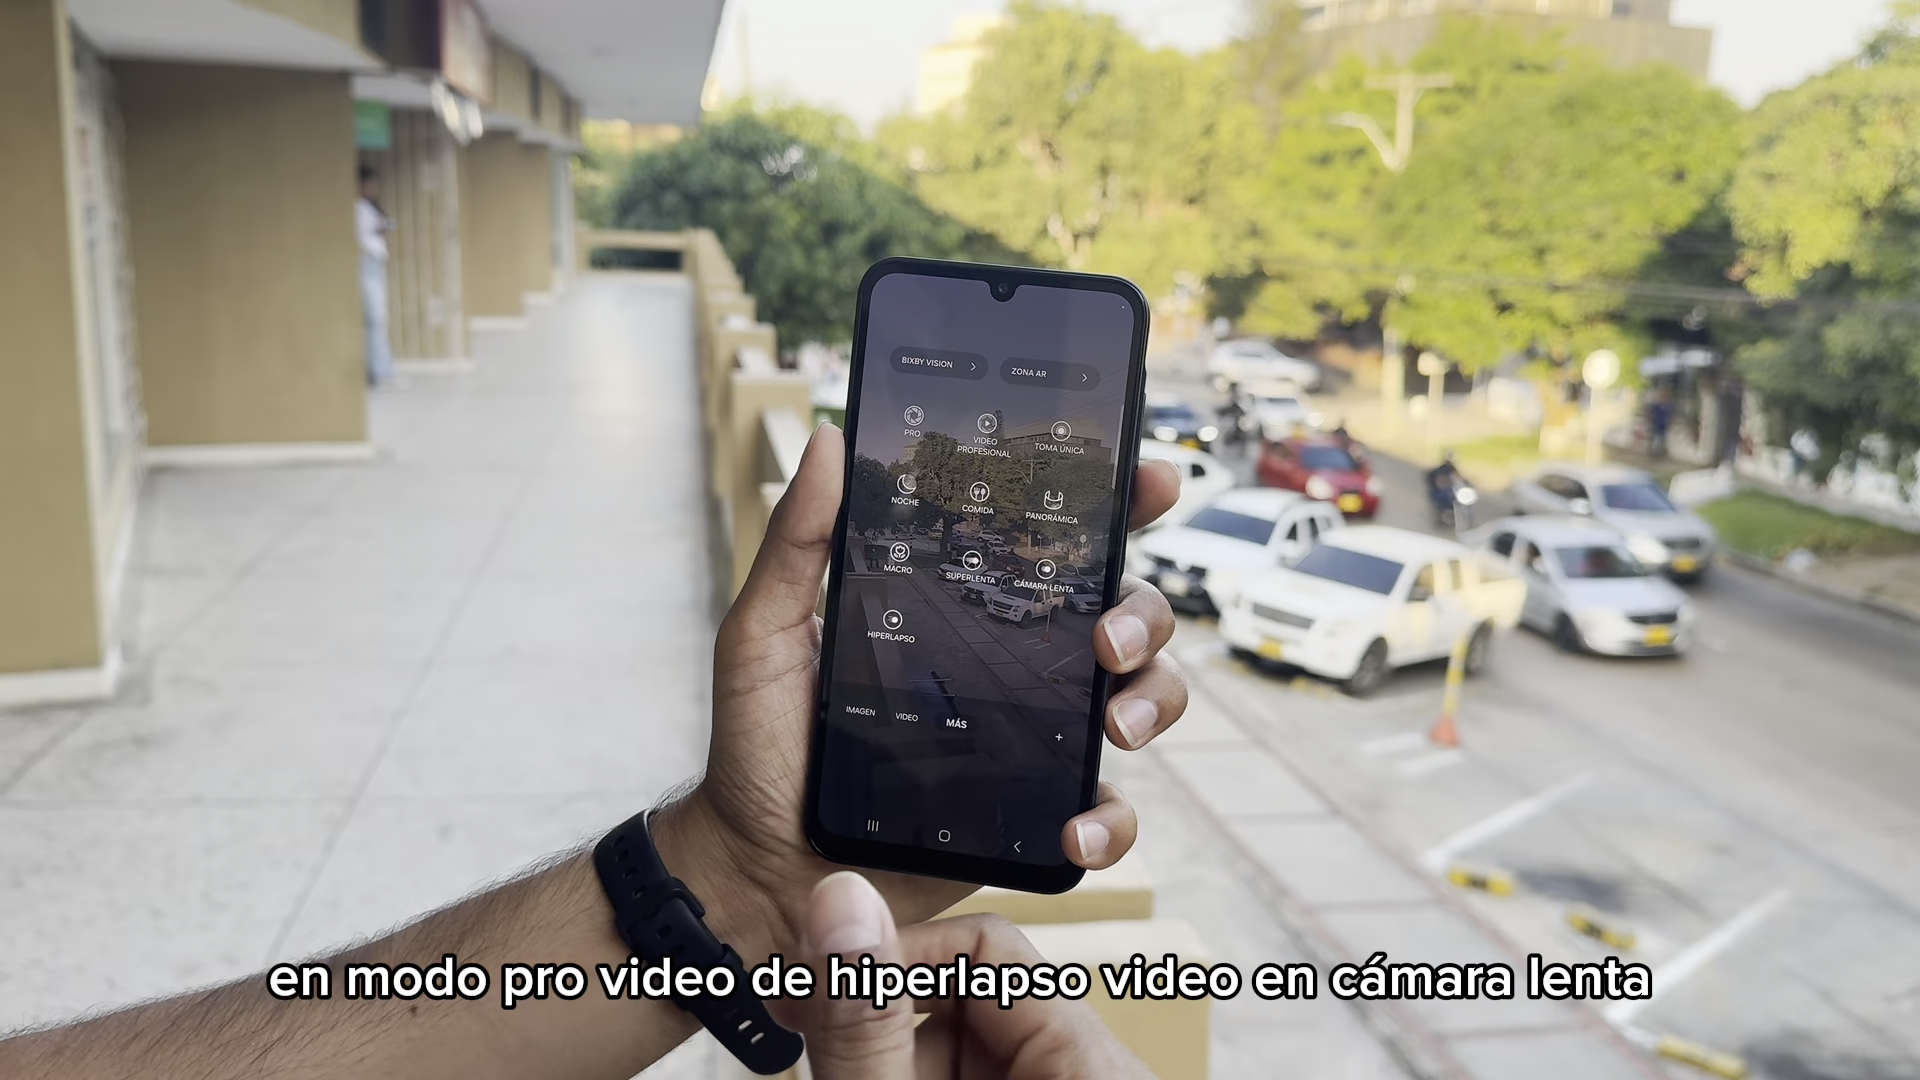 BIXBY VISION
ZONA AR
PRO
VIDEO
PROFESIONAL
TOMA ÚNICA
NOCHE
COMIDA
PANORÁMICA
MACRO
SUPERLENTA
CÁMARA LENTA
HIPERLAPSO
IMAGEN
VIDEO
MÁS
en modo pro video de hiperlapso video en cámara lenta